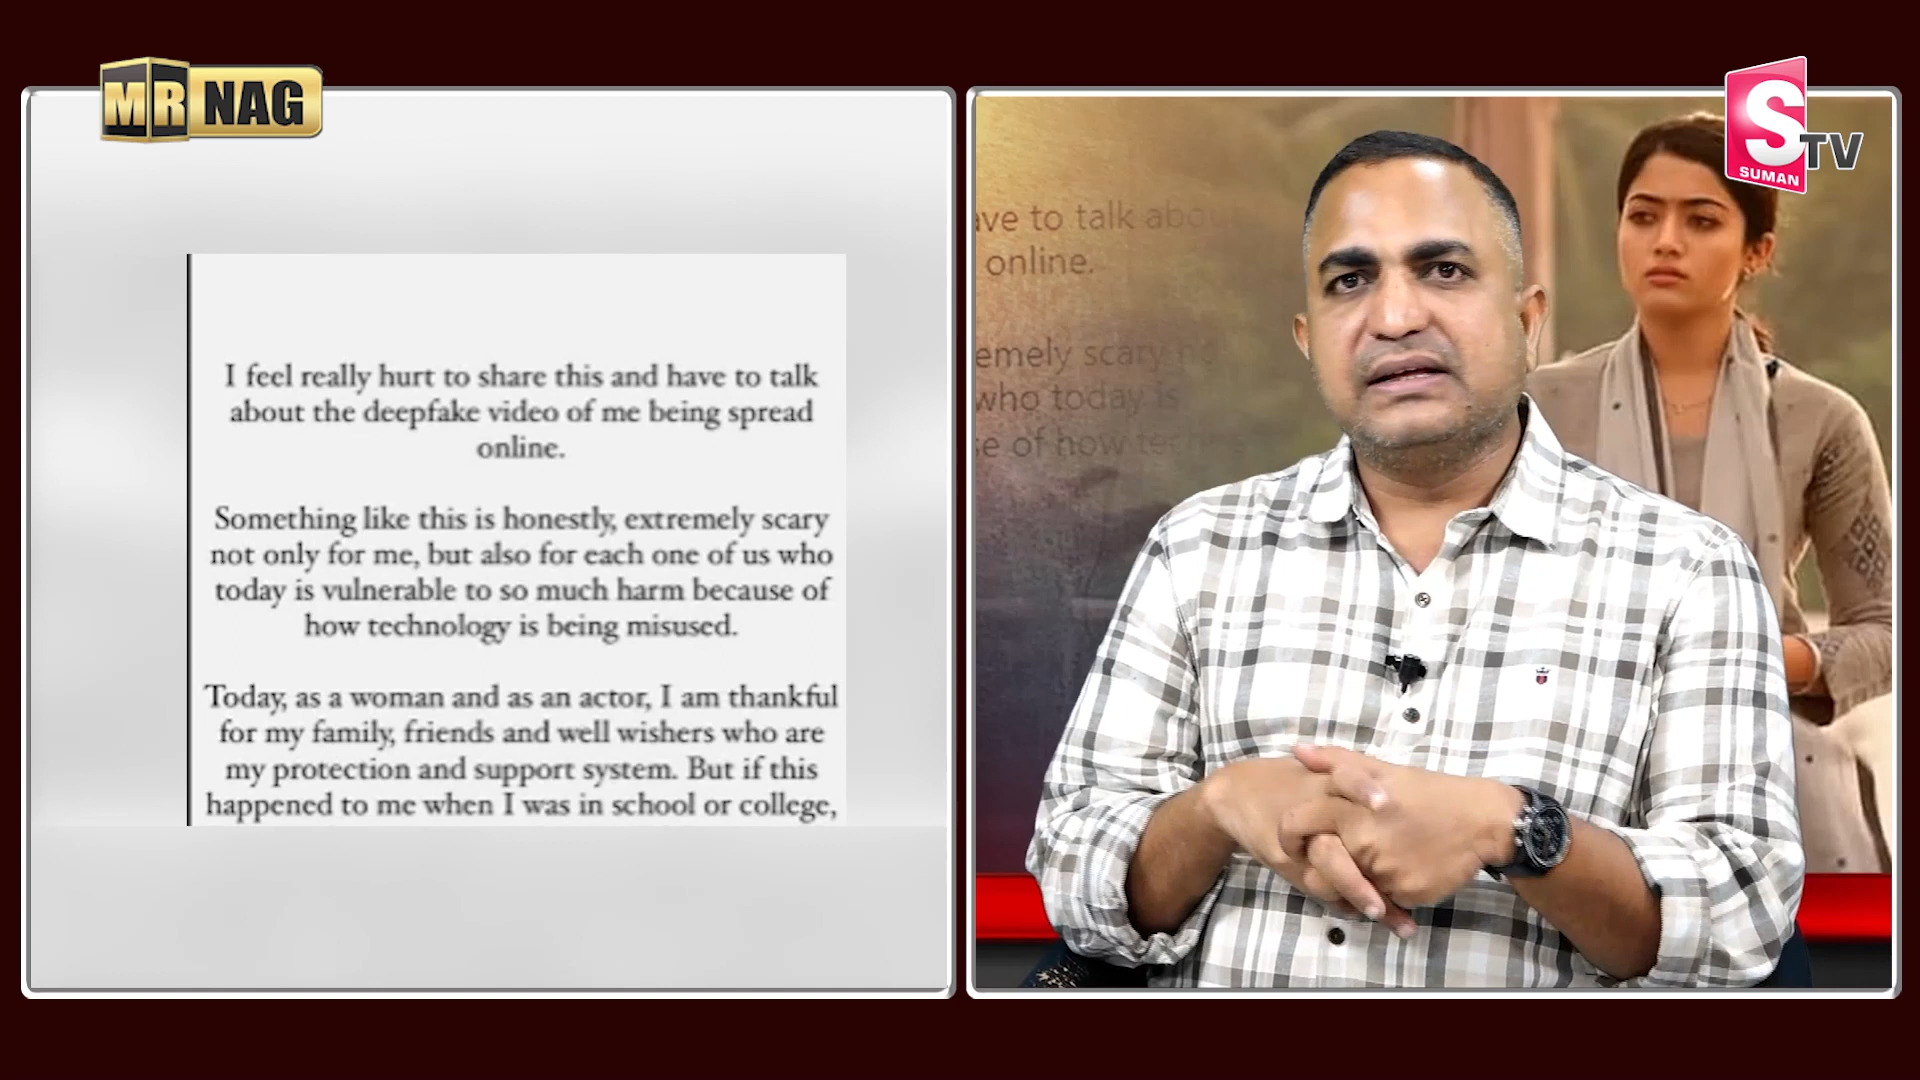 MR NAG
S TV
SUMAN
I feel really hurt to share this and have to talk
about the deepfake video of me being spread
online.
Something like this is honestly, extremely scary
not only for me, but also for each one of us who
today is vulnerable to so much harm because of
how technology is being misused.
Today, as a woman and as an actor, I am thankful
for my family, friends and well wishers who are
my protection and support system. But if this
happened to me when I was in school or college,
ave to talk about
online.
emely scary no
who today is
se of how